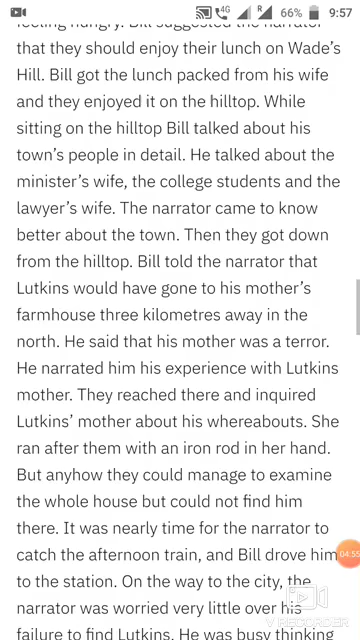 4G R 66% 9:57
feeling hungry. Bill suggested the narrator
that they should enjoy their lunch on Wade's
Hill. Bill got the lunch packed from his wife
and they enjoyed it on the hilltop. While
sitting on the hilltop Bill talked about his
town's people in detail. He talked about the
minister's wife, the college students and the
lawyer's wife. The narrator came to know
better about the town. Then they got down
from the hilltop. Bill told the narrator that
Lutkins would have gone to his mother's
farmhouse three kilometres away in the
north. He said that his mother was a terror.
He narrated him his experience with Lutkins
mother. They reached there and inquired
Lutkins' mother about his whereabouts. She
ran after them with an iron rod in her hand.
But anyhow they could manage to examine
the whole house but could not find him
there. It was nearly time for the narrator to
catch the afternoon train, and Bill drove him
04:55
to the station. On the way to the city, the
narrator was worried very little over his
V RECORDER
failure to find Lutkins. He was busy thinking